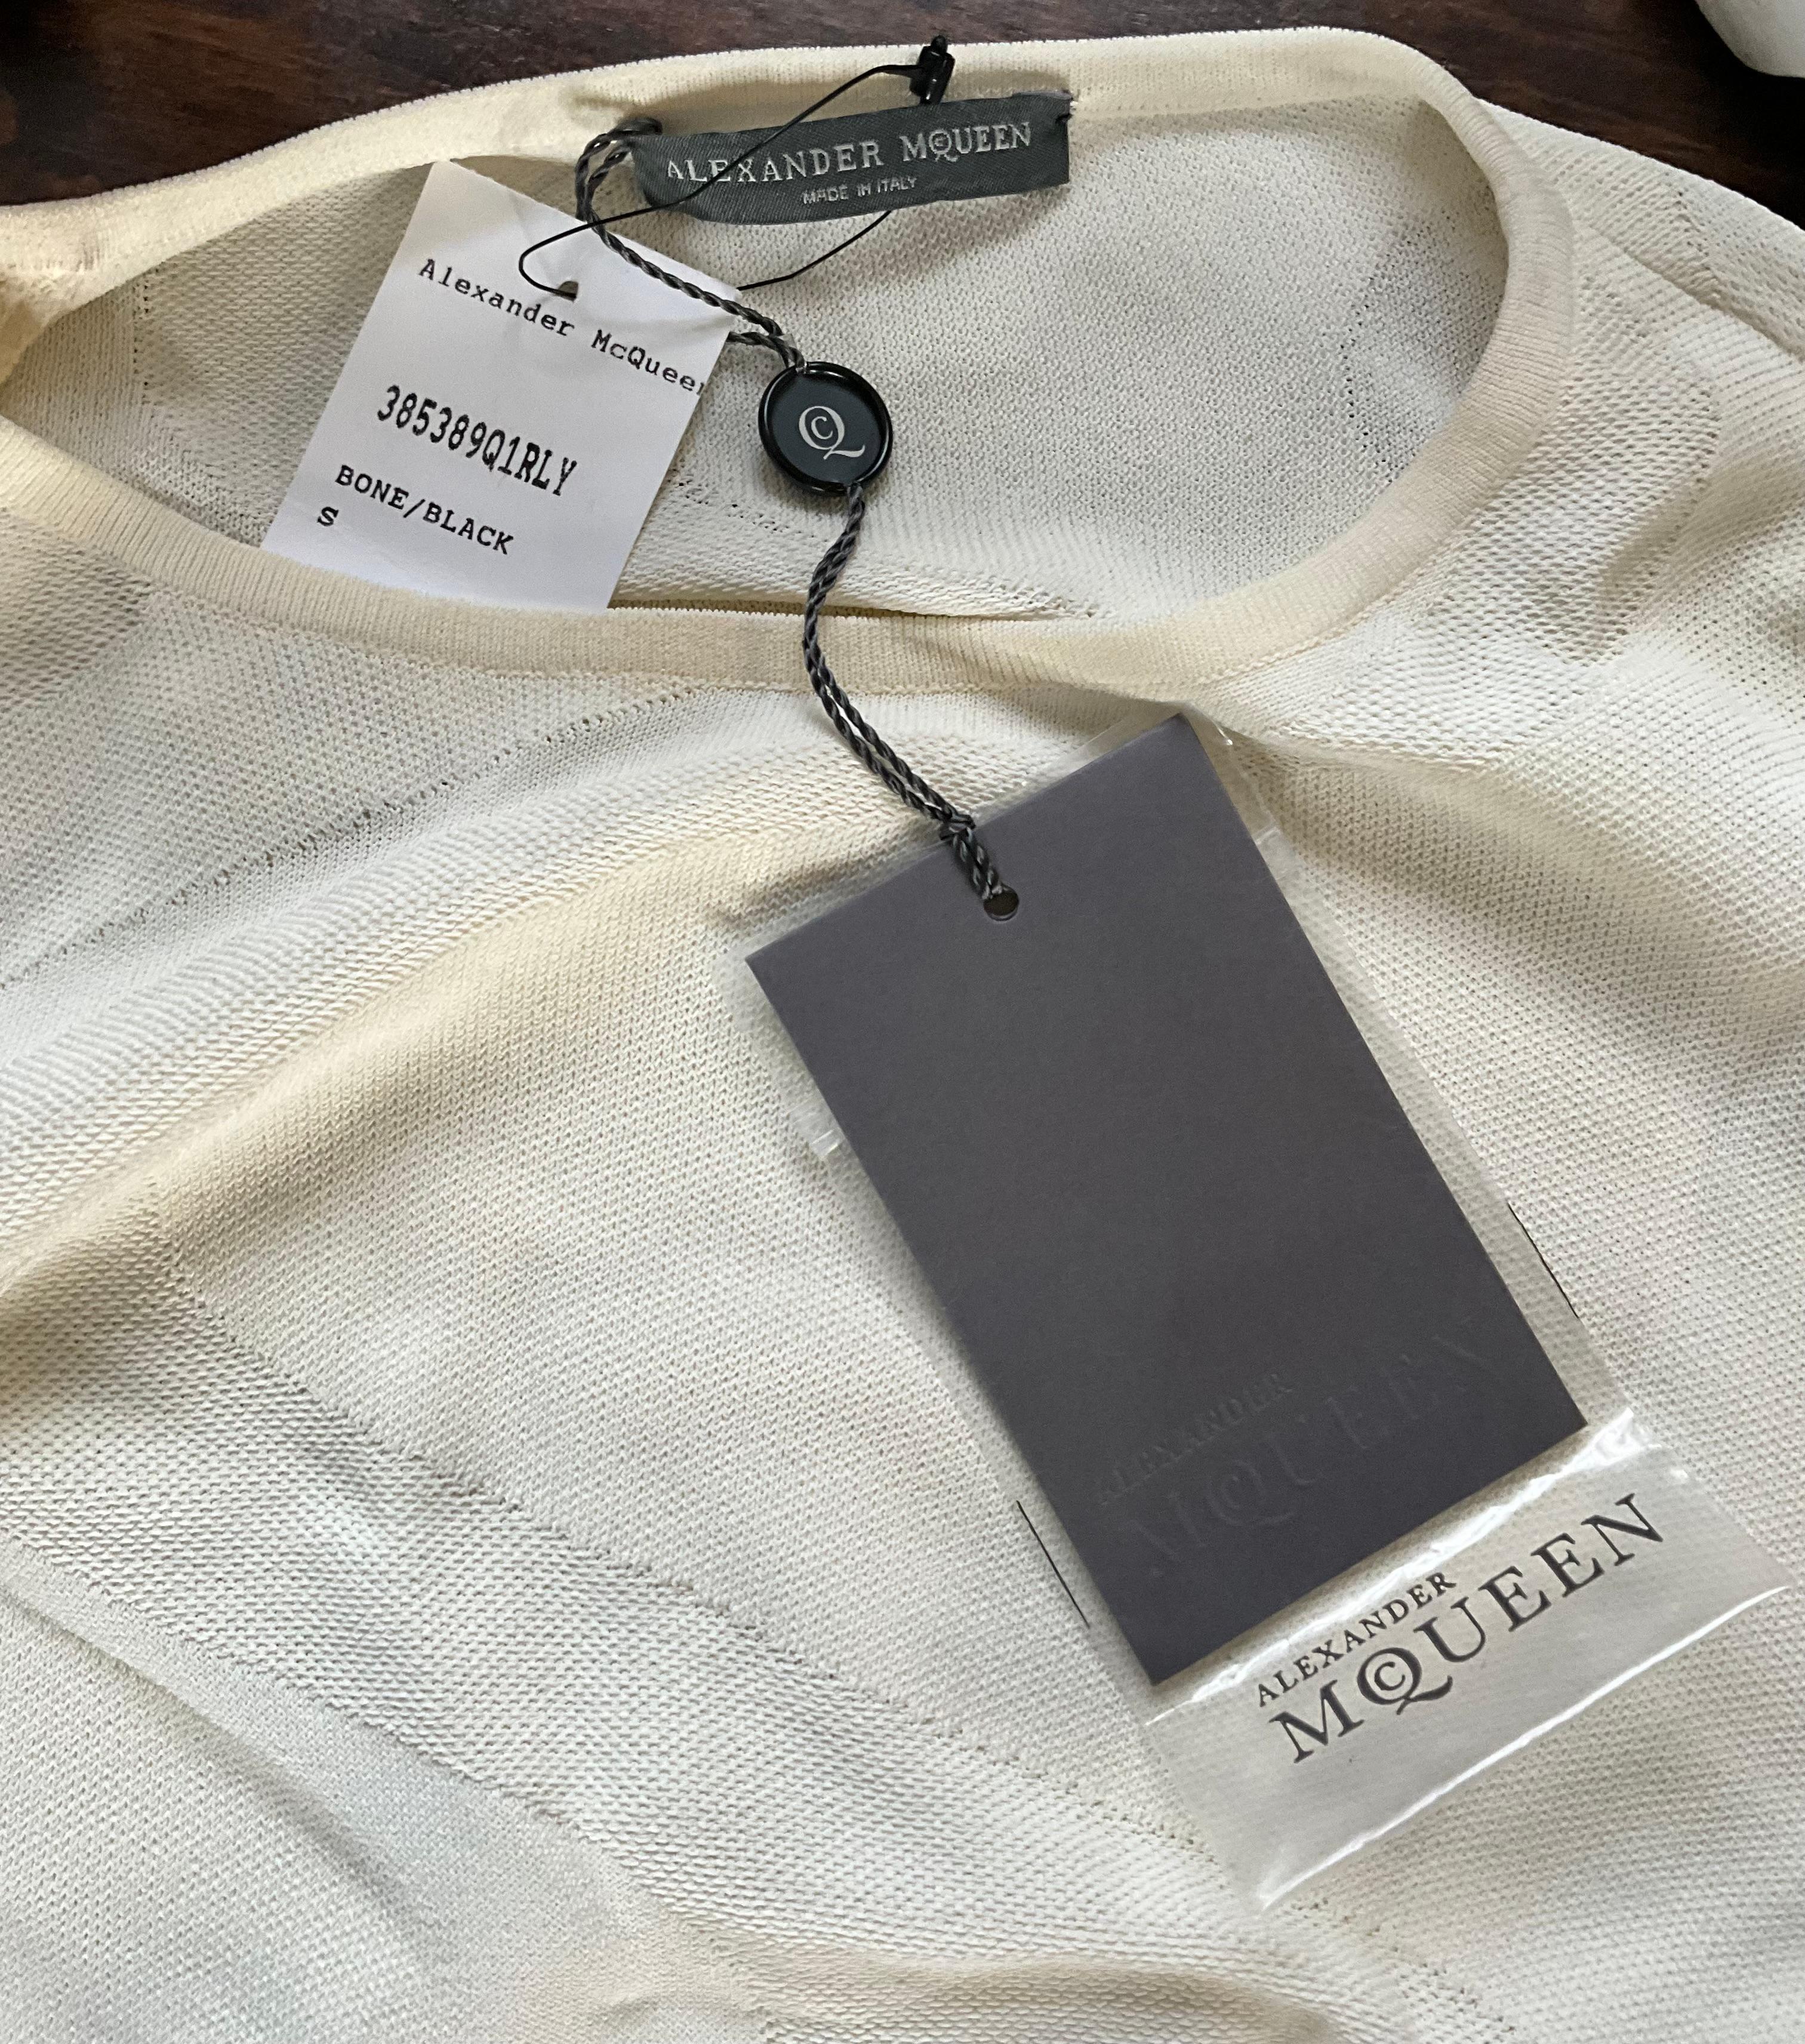 ALEXANDER MCQUEEN
MADE IN ITALY
Alexander McQueen
385389Q1RLY
BONE/BLACK
S
ALEXANDER
MCQUEEN
ALEXANDER
MCQUEEN